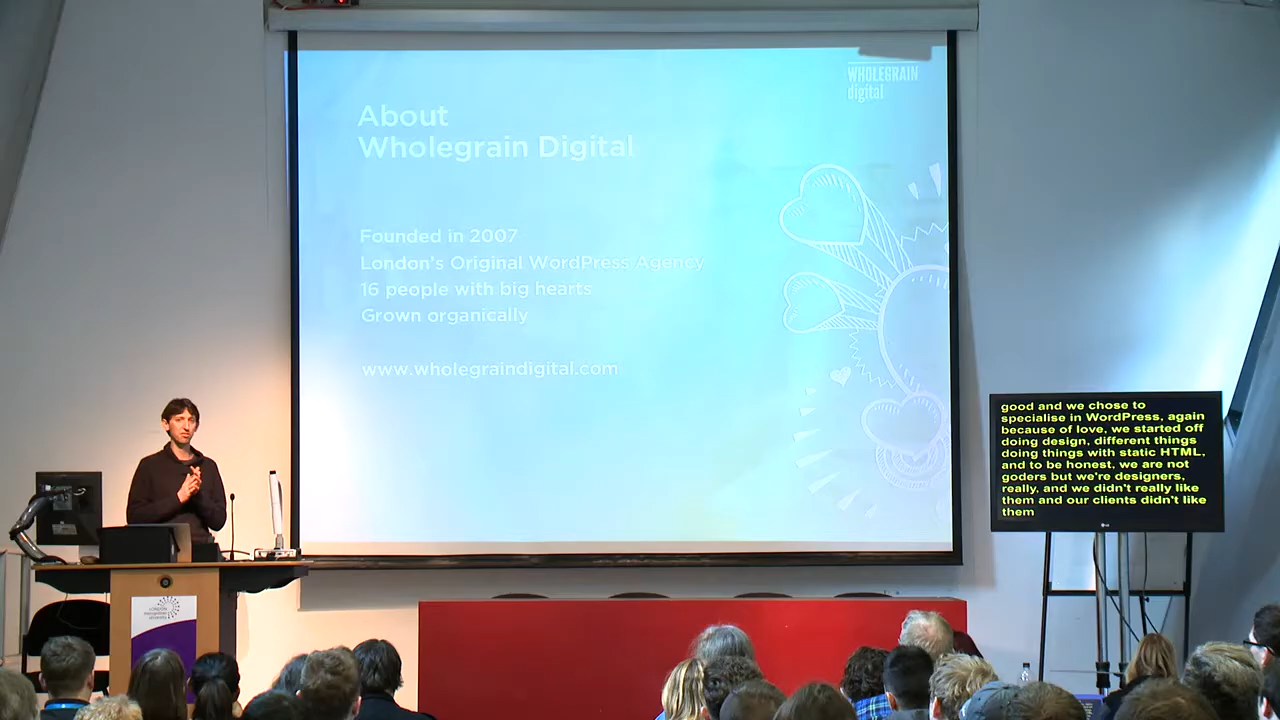 WHOLEGRAIN
digital
About
Wholegrain Digital
Founded in 2007
London's Original WordPress Agency
16 people with big hearts
Grown organically
www.wholegraindigital.com
good and we chose to
specialise in WordPress, again
because of love, we started off
doing design, different things
doing things with static HTML,
and to be honest, we are not
goders but we're designers,
really, and we didn't really like
them and our clients didn't like
them
LG